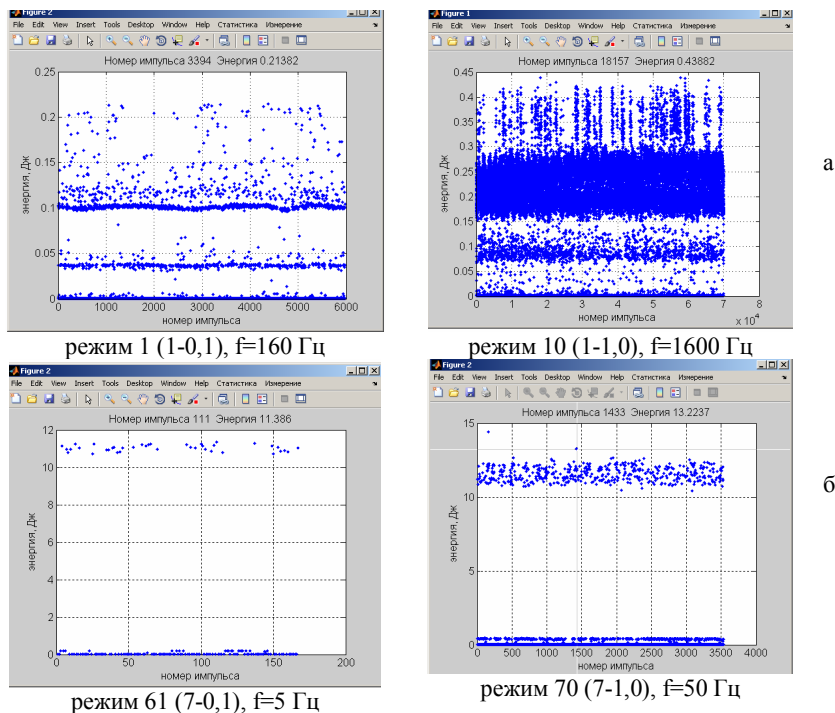 Figure 2
File Edit View Insert Tools Desktop Window Help Статистика Измерение
Номер импульса 3394 Энергия 0.21382
0.25
0.2
0.15
0.1
0.05
0
энергия, Дж
0 1000 2000 3000 4000 5000 6000
номер импульса
режим 1 (1-0,1), f=160 Гц
Figure 1
File Edit View Insert Tools Desktop Window Help Статистика Измерение
Номер импульса 18157 Энергия 0.43882
0.45
0.4
0.35
0.3
0.25
0.2
0.15
0.1
0.05
0
энергия, Дж
0 1 2 3 4 5 6 7 8
номер импульса
x 10⁴
режим 10 (1-1,0), f=1600 Гц
а
Figure 2
File Edit View Insert Tools Desktop Window Help Статистика Измерение
Номер импульса 111 Энергия 11.386
12
10
8
6
4
2
0
энергия, Дж
0 50 100 150 200
номер импульса
режим 61 (7-0,1), f=5 Гц
Figure 2
File Edit View Insert Tools Desktop Window Help Статистика Измерение
Номер импульса 1433 Энергия 13.2237
15
10
5
0
энергия, Дж
0 500 1000 1500 2000 2500 3000 3500 4000
номер импульса
режим 70 (7-1,0), f=50 Гц
б